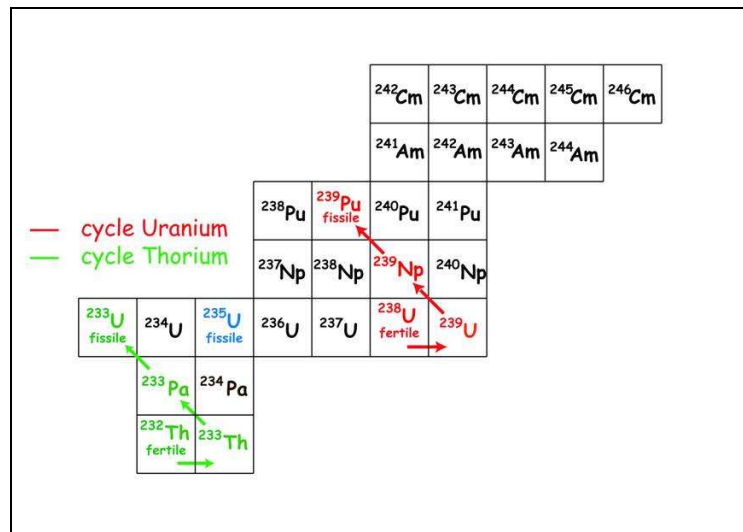 242Cm 243Cm 244Cm 245Cm 246Cm
241Am 242Am 243Am 244Am
238Pu 239Pu fissile 240Pu 241Pu
cycle Uranium
cycle Thorium
237Np 238Np 239Np 240Np
233U fissile 234U 235U fissile 236U 237U 238U fertile 239U
233Pa 234Pa
232Th fertile 233Th